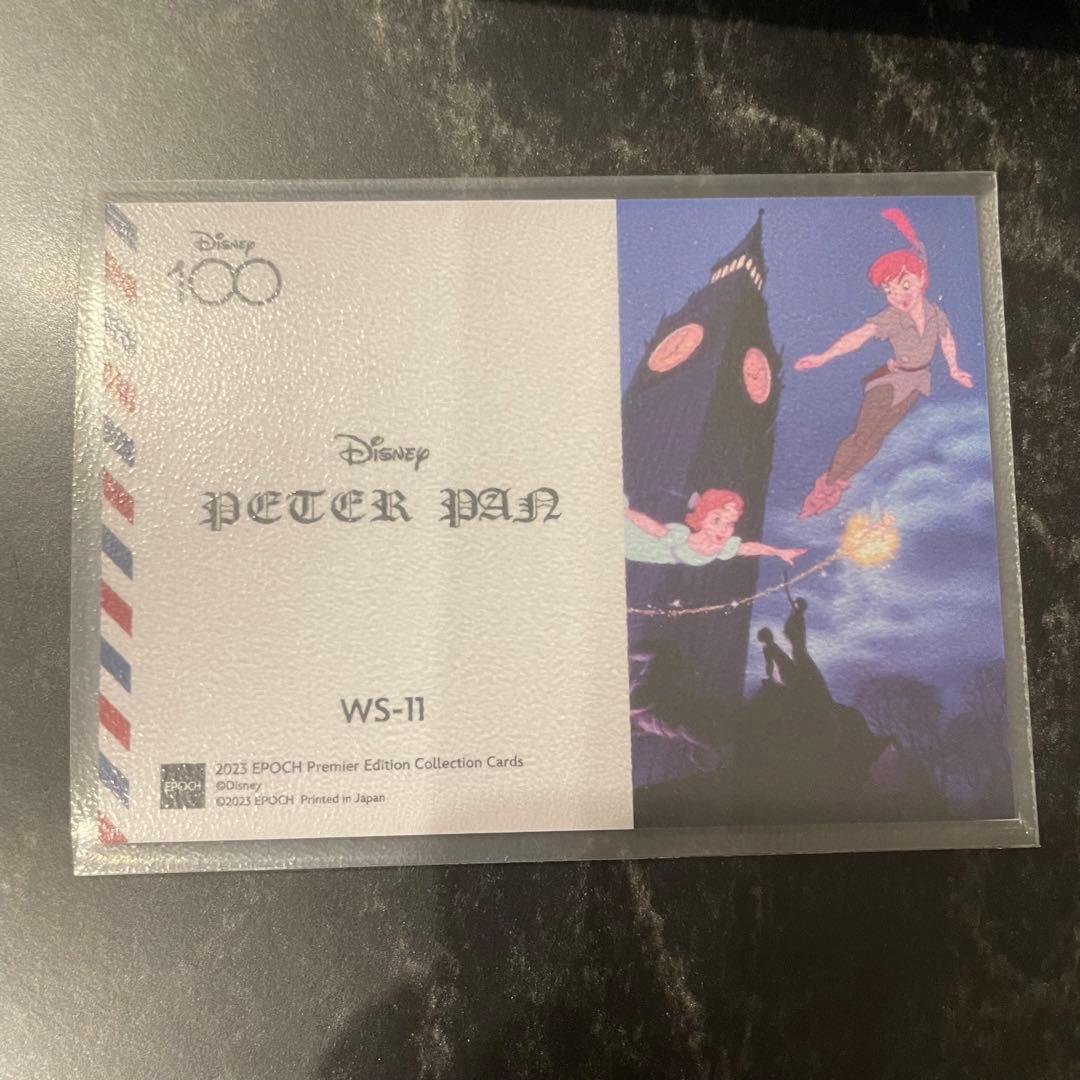 Disney
100
Disney
PETER PAN
WS-11
EPOCH
2023 EPOCH Premier Edition Collection Cards
©Disney
©2023 EPOCH Printed in Japan